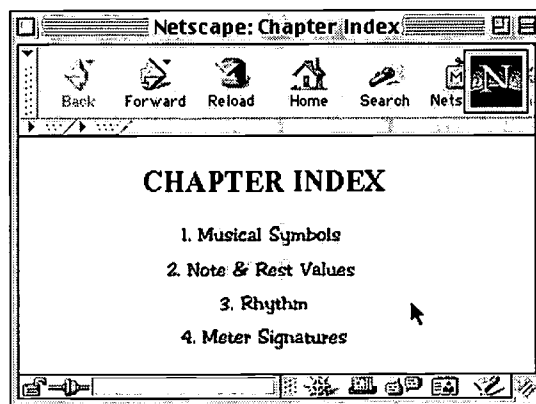 Netscape: Chapter Index
Back Forward Reload Home Search Nets
N
CHAPTER INDEX
1. Musical Symbols
2. Note & Rest Values
3. Rhythm
4. Meter Signatures